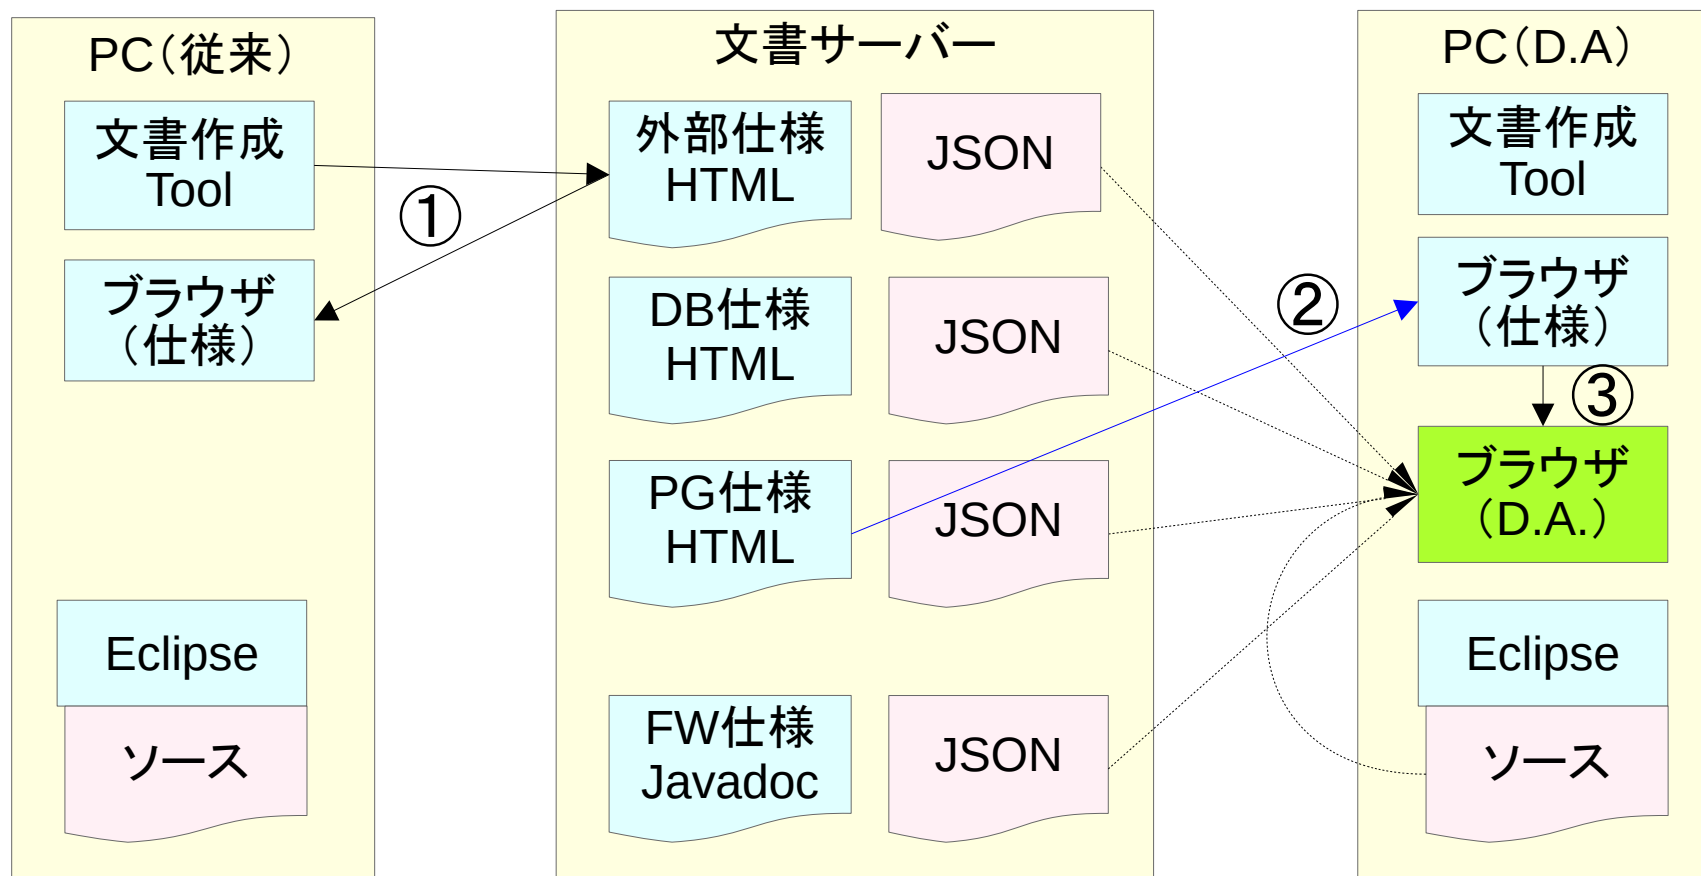 PC（従来）
文書作成
Tool
①
ブラウザ
（仕様）
Eclipse
ソース
文書サーバー
外部仕様
HTML
JSON
DB仕様
HTML
JSON
PG仕様
HTML
JSON
FW仕様
Javadoc
JSON
PC（D.A）
文書作成
Tool
②
ブラウザ
（仕様）
③
ブラウザ
（D.A.）
Eclipse
ソース